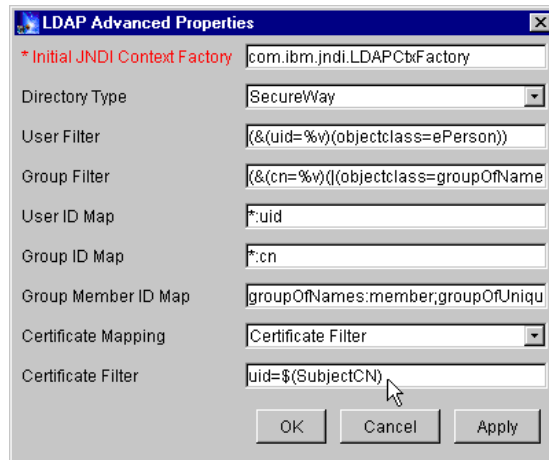 LDAP Advanced Properties
* Initial JNDI Context Factory com.ibm.jndi.LDAPCtxFactory
Directory Type SecureWay
User Filter (&(uid=%v)(objectclass=ePerson))
Group Filter (&(cn=%v)(|(objectclass=groupOfName
User ID Map *:uid
Group ID Map *:cn
Group Member ID Map groupOfNames:member;groupOfUniqu
Certificate Mapping Certificate Filter
Certificate Filter uid=$(SubjectCN)
OK Cancel Apply